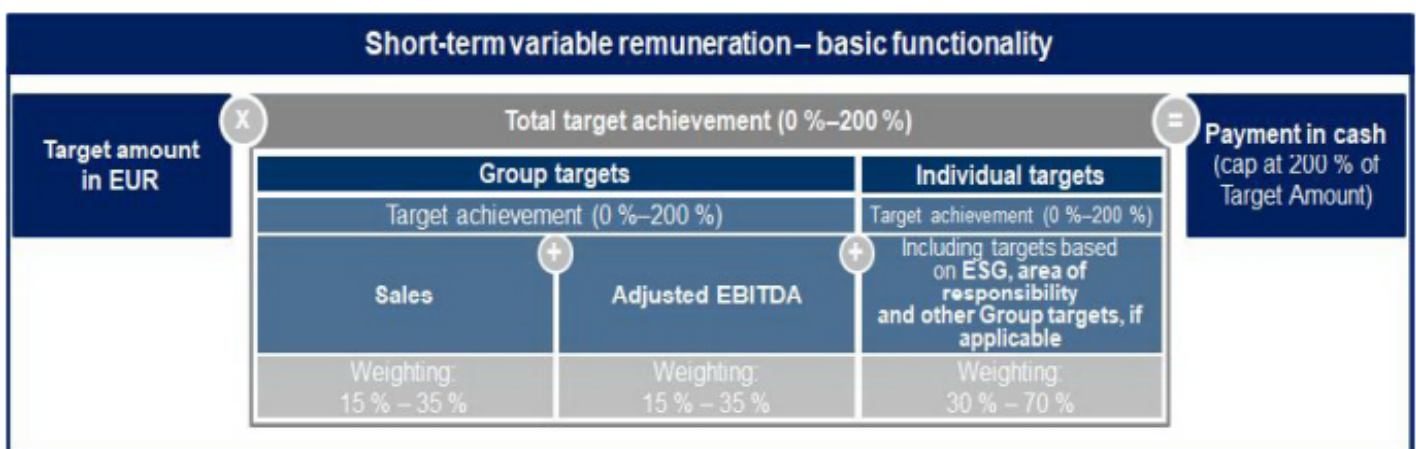 Short-term variable remuneration – basic functionality
Target amount
in EUR
x
Total target achievement (0 %–200 %)
=
Payment in cash
(cap at 200 % of
Target Amount)
Group targets
Individual targets
Target achievement (0 %–200 %)
Target achievement (0 %–200 %)
Sales
+
Adjusted EBITDA
+
Including targets based
on ESG, area of
responsibility
and other Group targets, if
applicable
Weighting:
15 % – 35 %
Weighting:
15 % – 35 %
Weighting:
30 % – 70 %